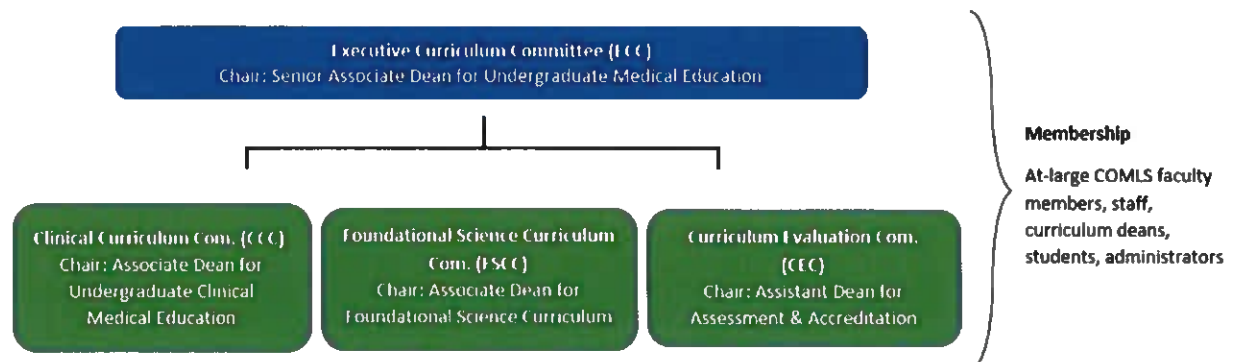 Executive Curriculum Committee (ECC)
Chair: Senior Associate Dean for Undergraduate Medical Education
Membership
At-large COMLS faculty
members, staff,
curriculum deans,
students, administrators
Clinical Curriculum Com. (CCC)
Chair: Associate Dean for
Undergraduate Clinical
Medical Education
Foundational Science Curriculum
Com. (FSCC)
Chair: Associate Dean for
Foundational Science Curriculum
Curriculum Evaluation Com.
(CEC)
Chair: Assistant Dean for
Assessment & Accreditation